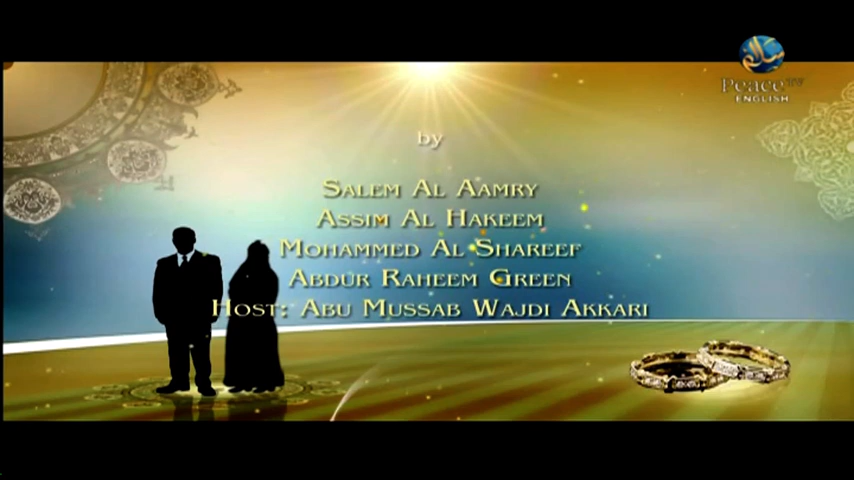 سلام
Peace TV
ENGLISH
by
SALEM AL AAMRY
ASSIM AL HAKEEM
MOHAMMED AL SHAREEF
ABDUR RAHEEM GREEN
HOST: ABU MUSSAB WAJDI AKKARI